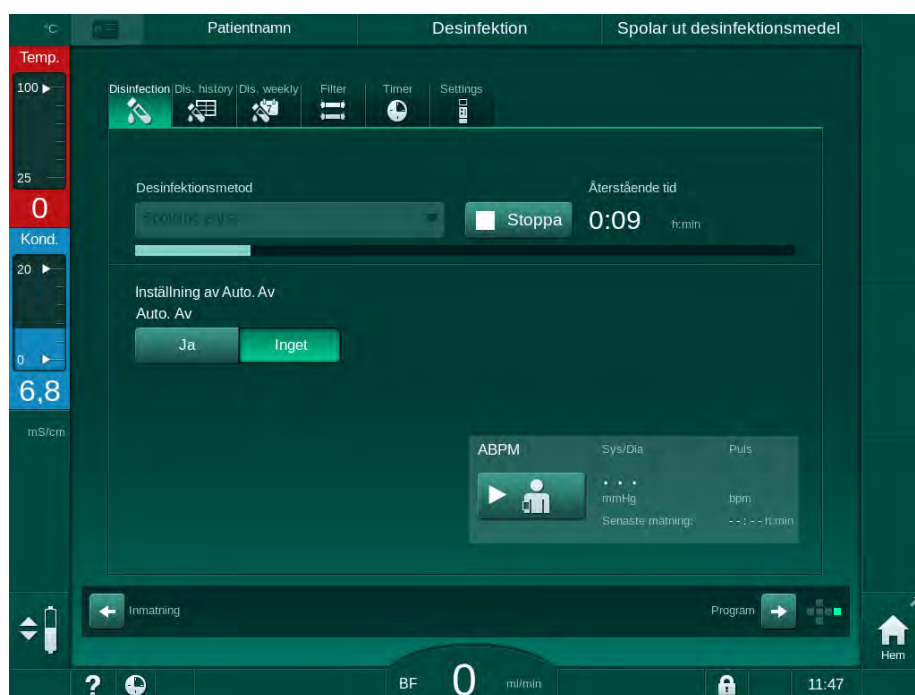 °C
Patientnamn
Desinfektion
Spolar ut desinfektionsmedel
Temp.
100
25
0
Kond.
20
0
6,8
mS/cm
Disinfection
Dis. history
Dis. weekly
7
Filter
Timer
Settings
Desinfektionsmetod
Stoppa
Återstående tid
0:09 h:min
Inställning av Auto. Av
Auto. Av
Ja
Inget
ABPM
Sys/Dia
Puls
. . .
mmHg
bpm
Senaste mätning:
--:-- h:min
Inmatning
Program
Hem
?
BF 0 ml/min
11:47